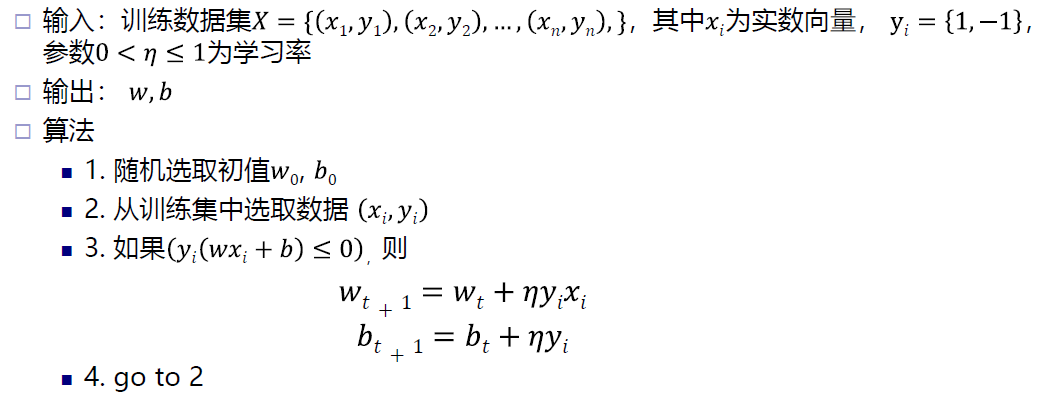 □ 输入：训练数据集X = {(x₁, y₁), (x₂, y₂), …, (xₙ, yₙ), }，其中xᵢ为实数向量， yᵢ = {1, −1}，
参数0 < η ≤ 1为学习率
□ 输出： w, b
□ 算法
■ 1. 随机选取初值w₀, b₀
■ 2. 从训练集中选取数据 (xᵢ, yᵢ)
■ 3. 如果(yᵢ(wxᵢ + b) ≤ 0)，则
wₜ ₊ ₁ = wₜ + ηyᵢxᵢ
bₜ ₊ ₁ = bₜ + ηyᵢ
■ 4. go to 2